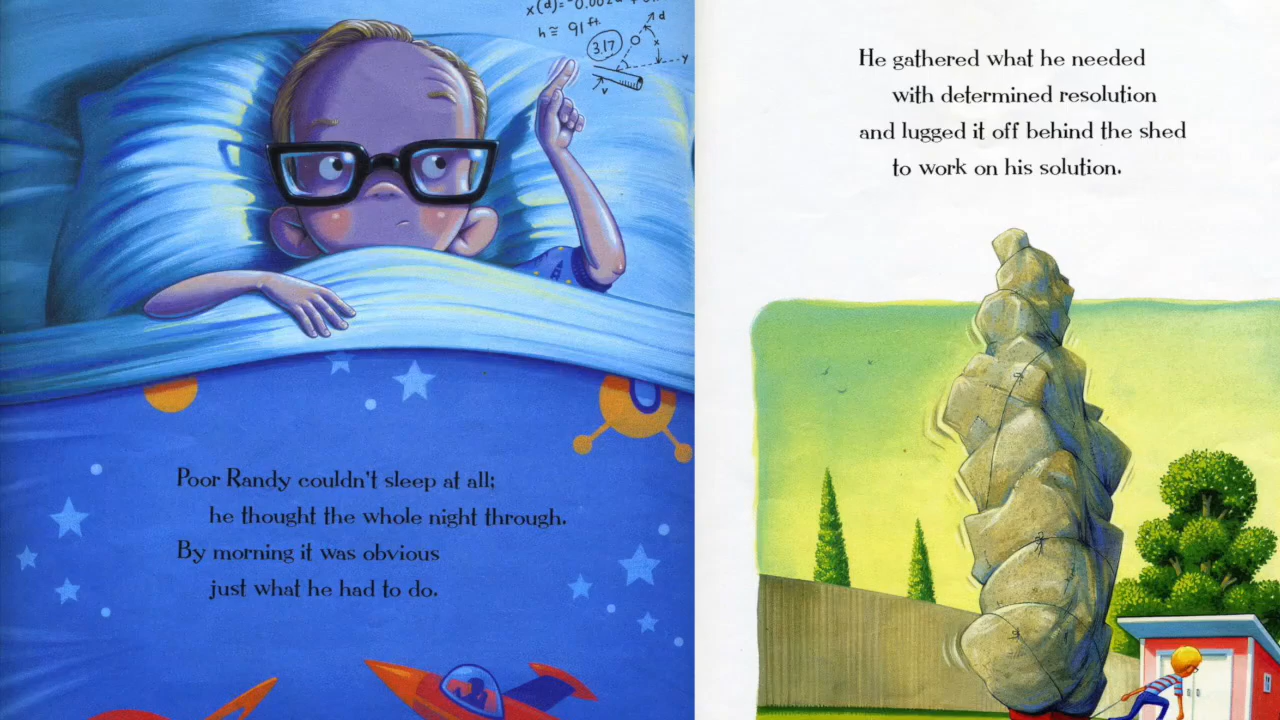 h ≅ 91 ft.
3.17
d
x
y
v
Poor Randy couldn't sleep at all;
he thought the whole night through.
By morning it was obvious
just what he had to do.
He gathered what he needed
with determined resolution
and lugged it off behind the shed
to work on his solution.